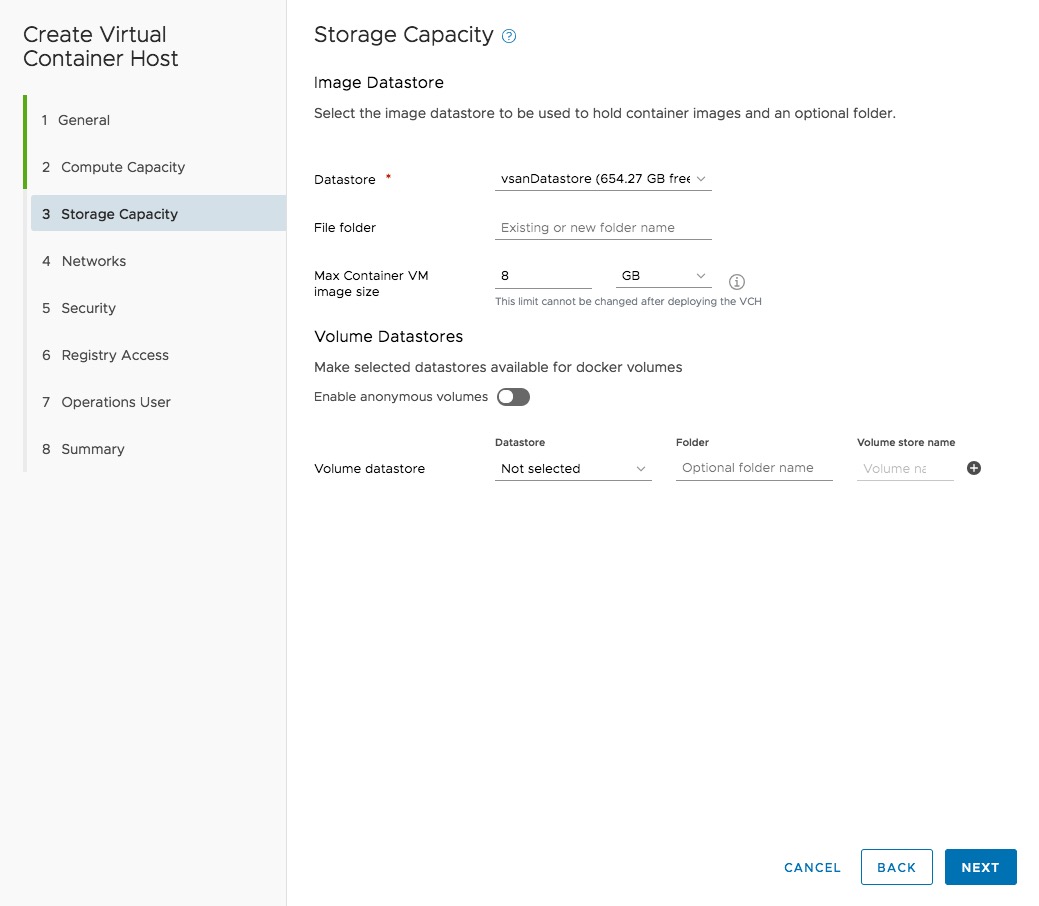 Create Virtual
Container Host
1 General
2 Compute Capacity
3 Storage Capacity
4 Networks
5 Security
6 Registry Access
7 Operations User
8 Summary
Storage Capacity ?
Image Datastore
Select the image datastore to be used to hold container images and an optional folder.
Datastore *
vsanDatastore (654.27 GB free
File folder
Existing or new folder name
Max Container VM
image size
8
GB
This limit cannot be changed after deploying the VCH
Volume Datastores
Make selected datastores available for docker volumes
Enable anonymous volumes
Datastore Folder Volume store name
Volume datastore Not selected Optional folder name Volume na
CANCEL BACK NEXT